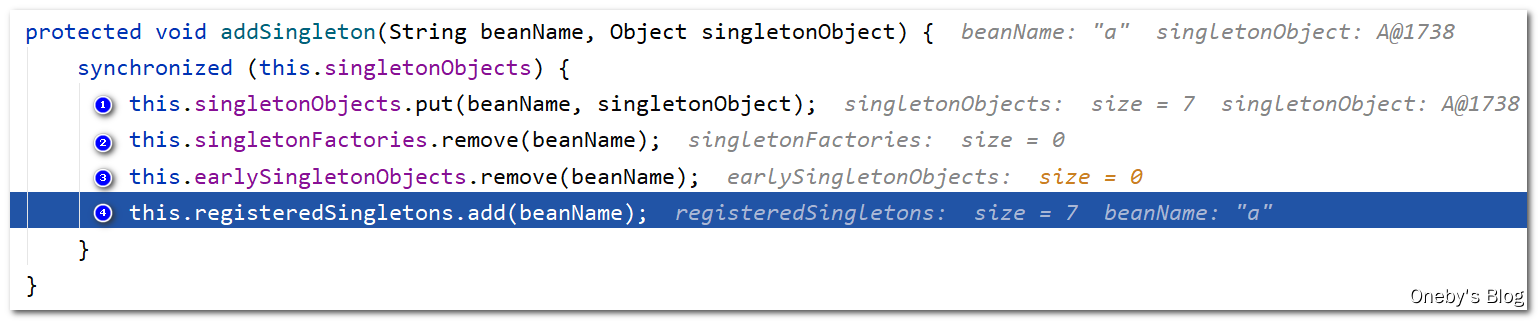 protected void addSingleton(String beanName, Object singletonObject) { beanName: "a" singletonObject: A@1738
synchronized (this.singletonObjects) {
1 this.singletonObjects.put(beanName, singletonObject); singletonObjects: size = 7 singletonObject: A@1738
2 this.singletonFactories.remove(beanName); singletonFactories: size = 0
3 this.earlySingletonObjects.remove(beanName); earlySingletonObjects: size = 0
4 this.registeredSingletons.add(beanName); registeredSingletons: size = 7 beanName: "a"
}
}
Oneby's Blog